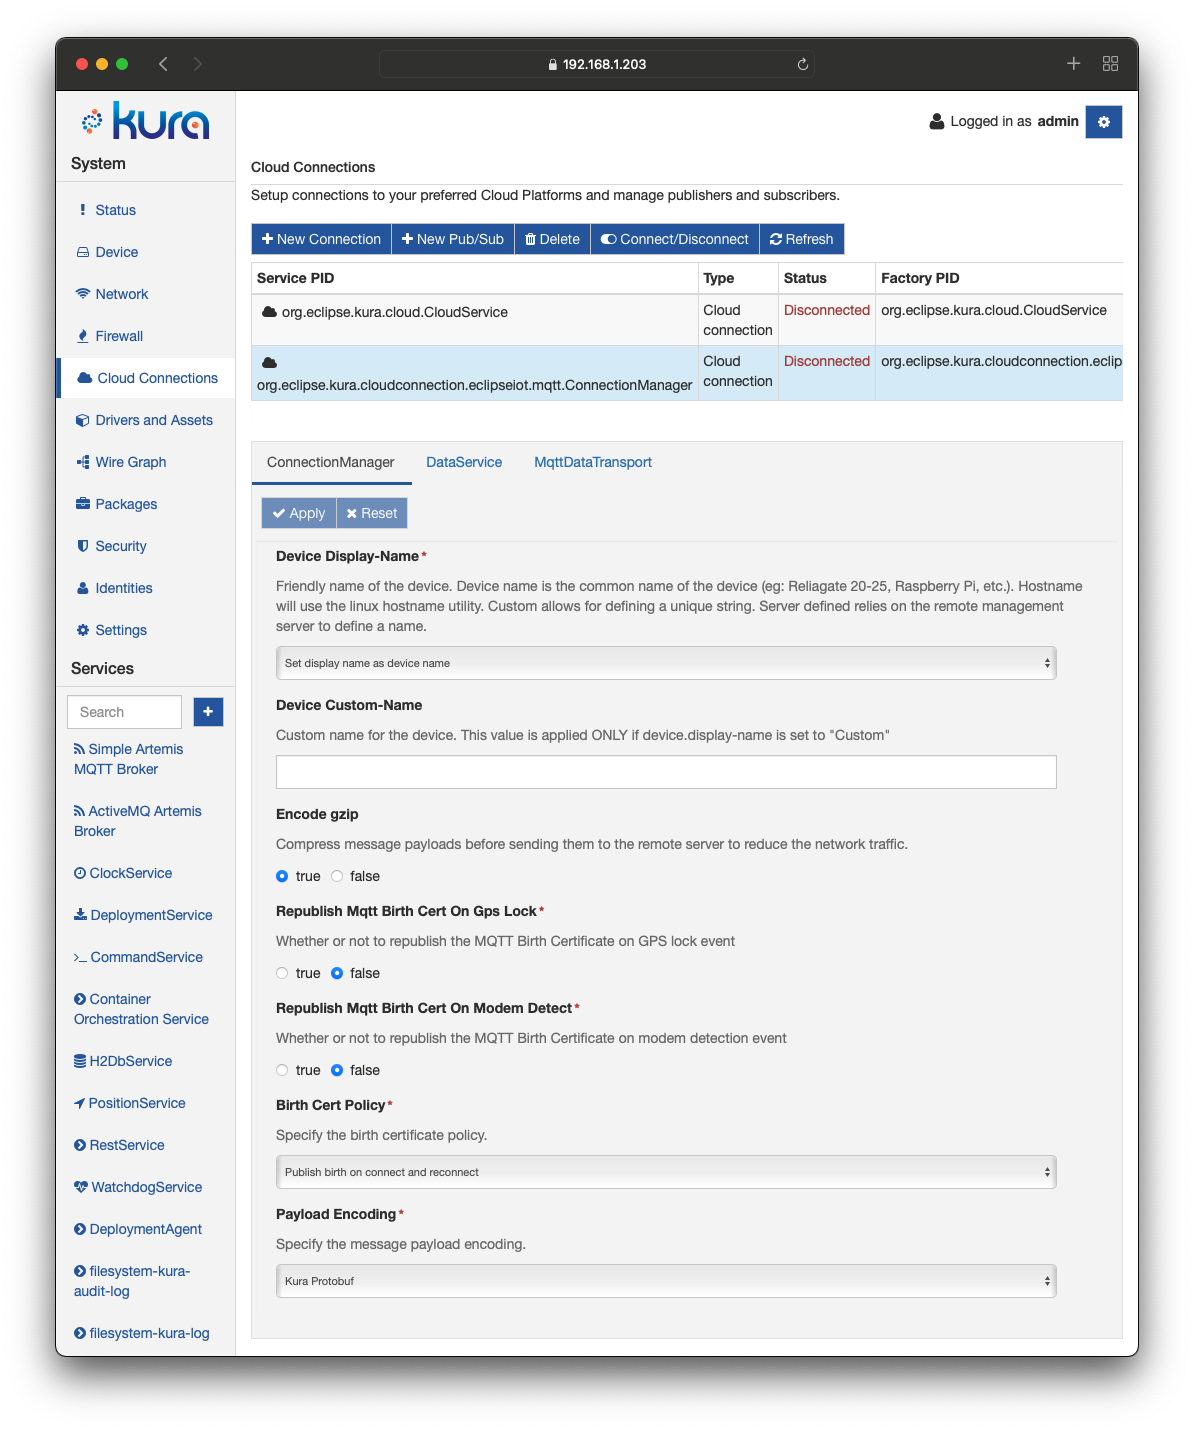 192.168.1.203
kura
Logged in as admin
System
Status
Device
Network
Firewall
Cloud Connections
Drivers and Assets
Wire Graph
Packages
Security
Identities
Settings
Services
Search
Simple Artemis
MQTT Broker
ActiveMQ Artemis
Broker
ClockService
DeploymentService
CommandService
Container
Orchestration Service
H2DbService
PositionService
RestService
WatchdogService
DeploymentAgent
filesystem-kura-
audit-log
filesystem-kura-log
Cloud Connections
Setup connections to your preferred Cloud Platforms and manage publishers and subscribers.
New Connection New Pub/Sub Delete Connect/Disconnect Refresh
Service PID Type Status Factory PID
org.eclipse.kura.cloud.CloudService Cloud connection Disconnected org.eclipse.kura.cloud.CloudService
org.eclipse.kura.cloudconnection.eclipseiot.mqtt.ConnectionManager Cloud connection Disconnected org.eclipse.kura.cloudconnection.eclip
ConnectionManager DataService MqttDataTransport
Apply Reset
Device Display-Name*
Friendly name of the device. Device name is the common name of the device (eg: Reliagate 20-25, Raspberry Pi, etc.). Hostname
will use the linux hostname utility. Custom allows for defining a unique string. Server defined relies on the remote management
server to define a name.
Set display name as device name
Device Custom-Name
Custom name for the device. This value is applied ONLY if device.display-name is set to "Custom"
Encode gzip
Compress message payloads before sending them to the remote server to reduce the network traffic.
true false
Republish Mqtt Birth Cert On Gps Lock*
Whether or not to republish the MQTT Birth Certificate on GPS lock event
true false
Republish Mqtt Birth Cert On Modem Detect*
Whether or not to republish the MQTT Birth Certificate on modem detection event
true false
Birth Cert Policy*
Specify the birth certificate policy.
Publish birth on connect and reconnect
Payload Encoding*
Specify the message payload encoding.
Kura Protobuf